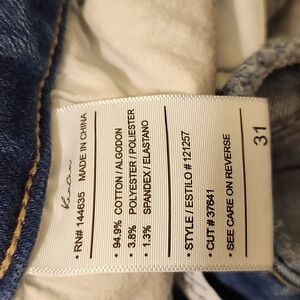 • RN# 144635 MADE IN CHINA
• 94.9% COTTON / ALGODON
• 3.8% POLYESTER / POLIESTER
• 1.3% SPANDEX / ELASTANO
• STYLE / ESTILO # 121257
• CUT # 37641
• SEE CARE ON REVERSE
31